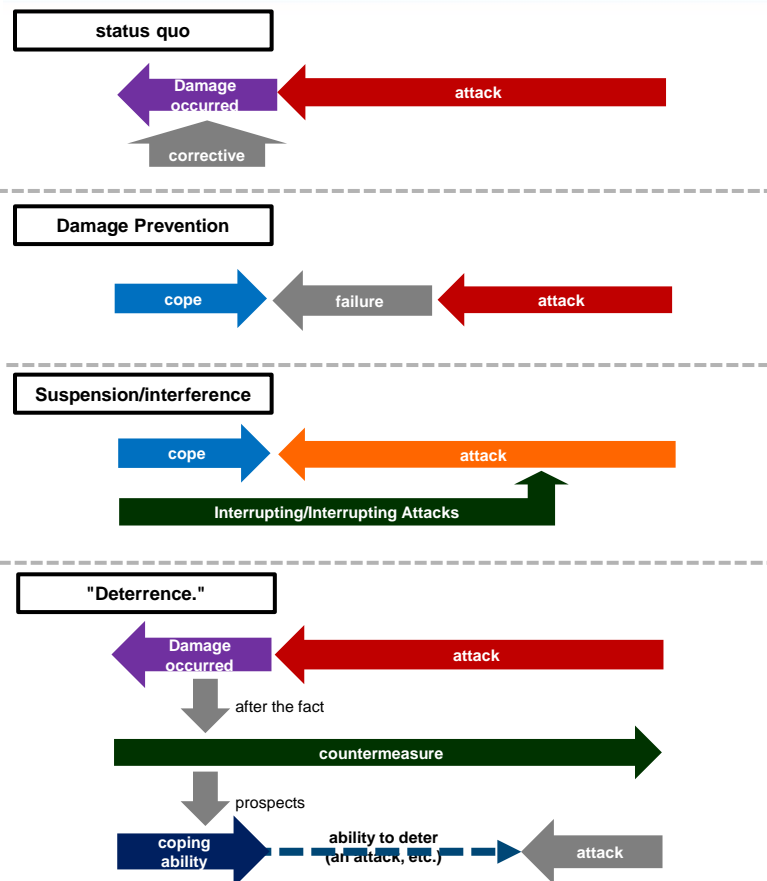 status quo
Damage
occurred
attack
corrective
Damage Prevention
cope
failure
attack
Suspension/interference
cope
attack
Interrupting/Interrupting Attacks
"Deterrence."
Damage
occurred
attack
after the fact
countermeasure
prospects
coping
ability
ability to deter
(an attack, etc.)
attack